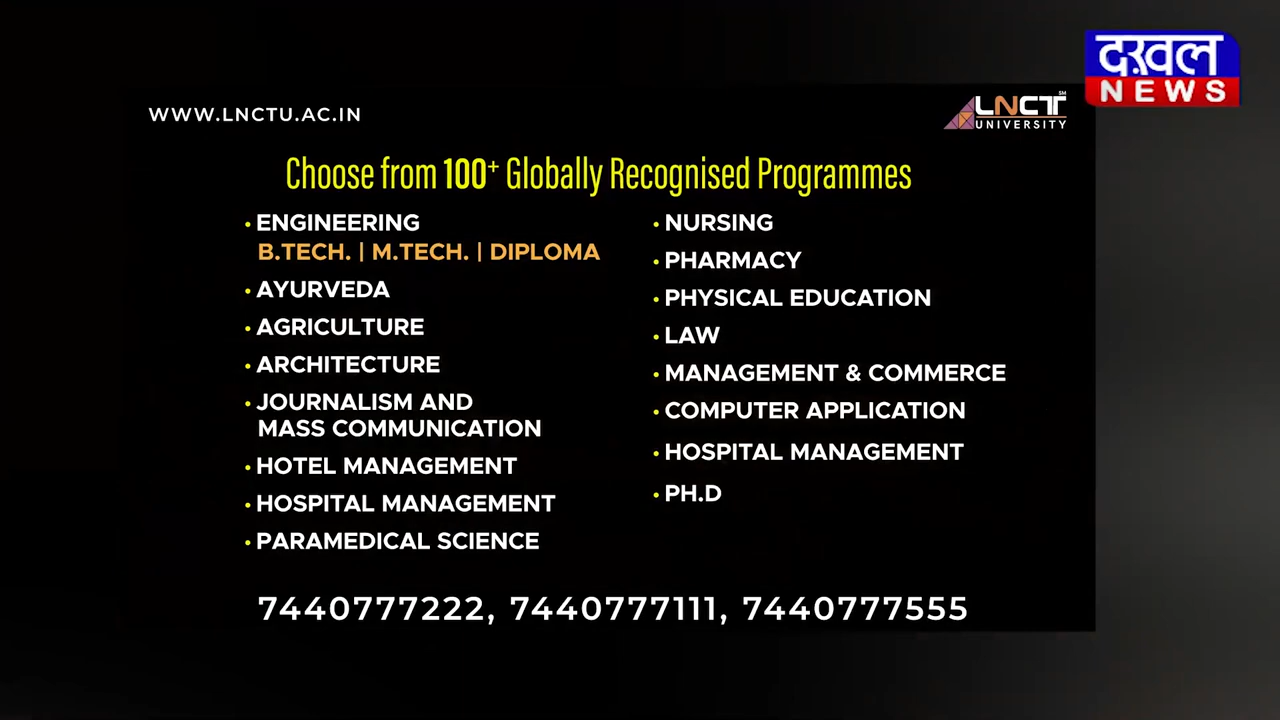 दख़ल
NEWS
WWW.LNCTU.AC.IN
LNCT SM
UNIVERSITY
Choose from 100+ Globally Recognised Programmes
• ENGINEERING
B.TECH. | M.TECH. | DIPLOMA
• AYURVEDA
• AGRICULTURE
• ARCHITECTURE
• JOURNALISM AND
MASS COMMUNICATION
• HOTEL MANAGEMENT
• HOSPITAL MANAGEMENT
• PARAMEDICAL SCIENCE
• NURSING
• PHARMACY
• PHYSICAL EDUCATION
• LAW
• MANAGEMENT & COMMERCE
• COMPUTER APPLICATION
• HOSPITAL MANAGEMENT
• PH.D
7440777222, 7440777111, 7440777555